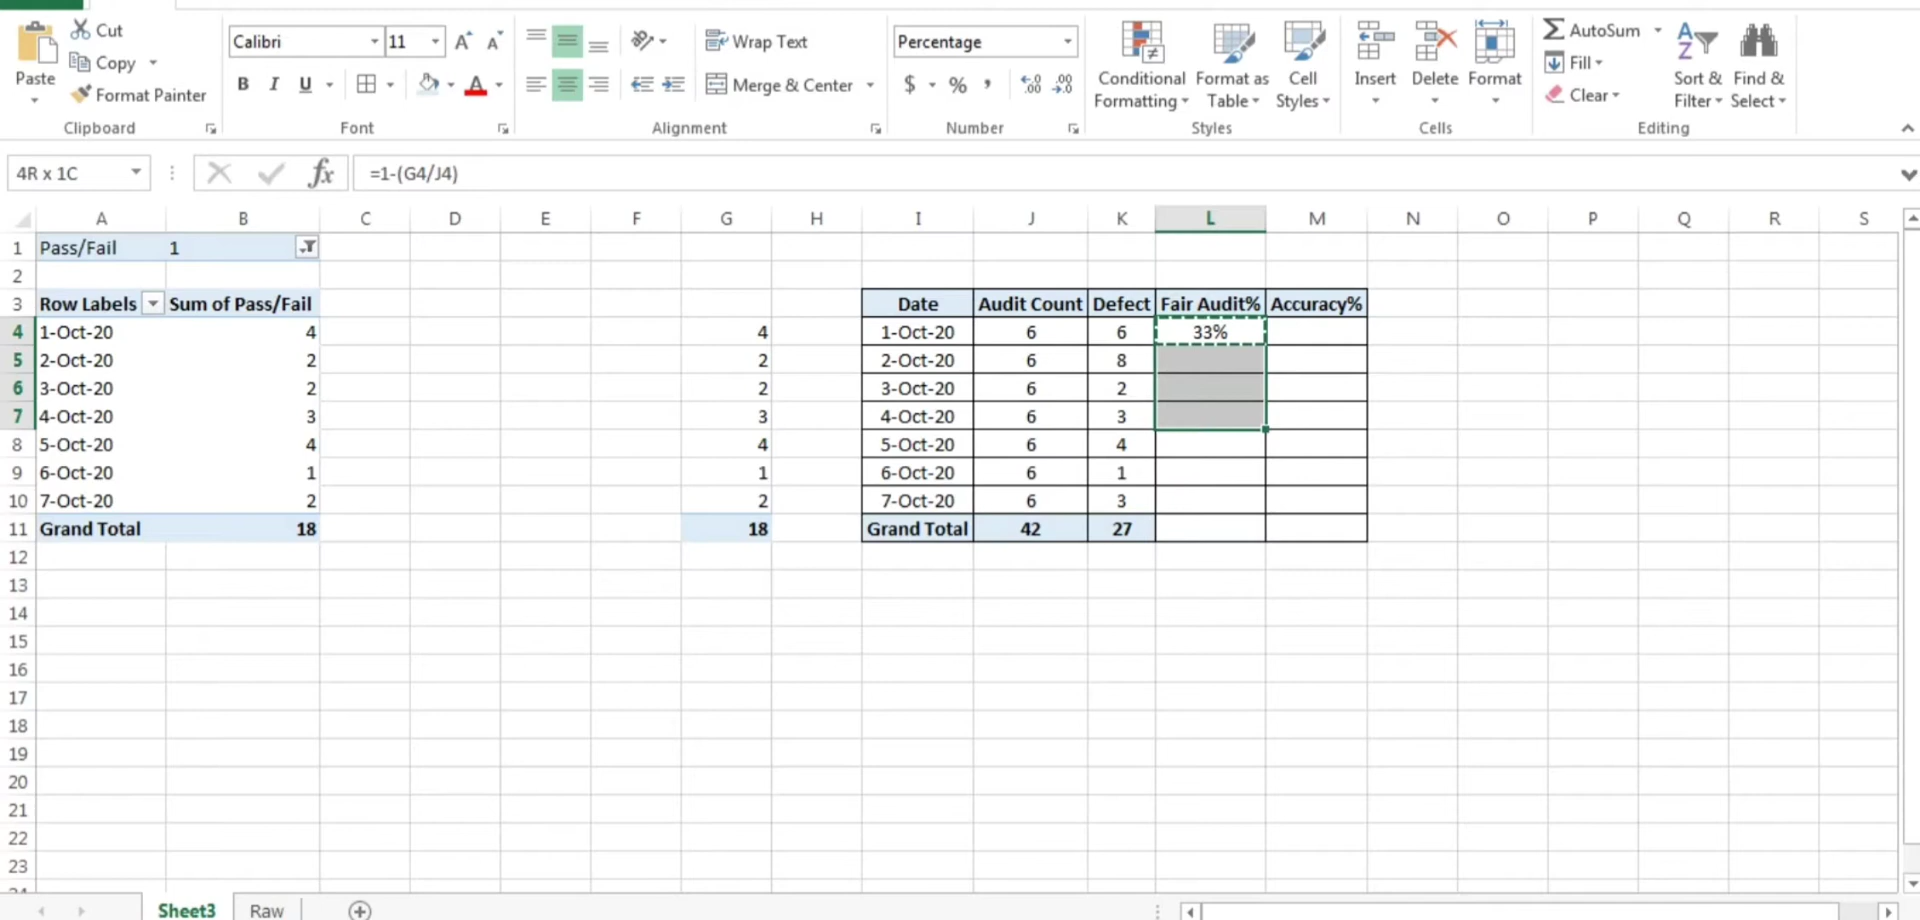 Paste
Cut
Copy
Format Painter
Clipboard
Calibri 11
A A
B I U A
Font
Wrap Text
Merge & Center
Alignment
Percentage
$ % , .0 .00 .00 .0
Number
Conditional Formatting
Format as Table
Cell Styles
Styles
Insert
Delete
Format
Cells
AutoSum
Fill
Clear
Sort & Filter
Find & Select
Editing
4R x 1C fx =1-(G4/J4)
A B C D E F G H I J K L M N O P Q R S
1 Pass/Fail 1
2
3 Row Labels Sum of Pass/Fail Date Audit Count Defect Fair Audit% Accuracy%
4 1-Oct-20 4 4 1-Oct-20 6 6 33%
5 2-Oct-20 2 2 2-Oct-20 6 8
6 3-Oct-20 2 2 3-Oct-20 6 2
7 4-Oct-20 3 3 4-Oct-20 6 3
8 5-Oct-20 4 4 5-Oct-20 6 4
9 6-Oct-20 1 1 6-Oct-20 6 1
10 7-Oct-20 2 2 7-Oct-20 6 3
11 Grand Total 18 18 Grand Total 42 27
12
13
14
15
16
17
18
19
20
21
22
23
Sheet3 Raw